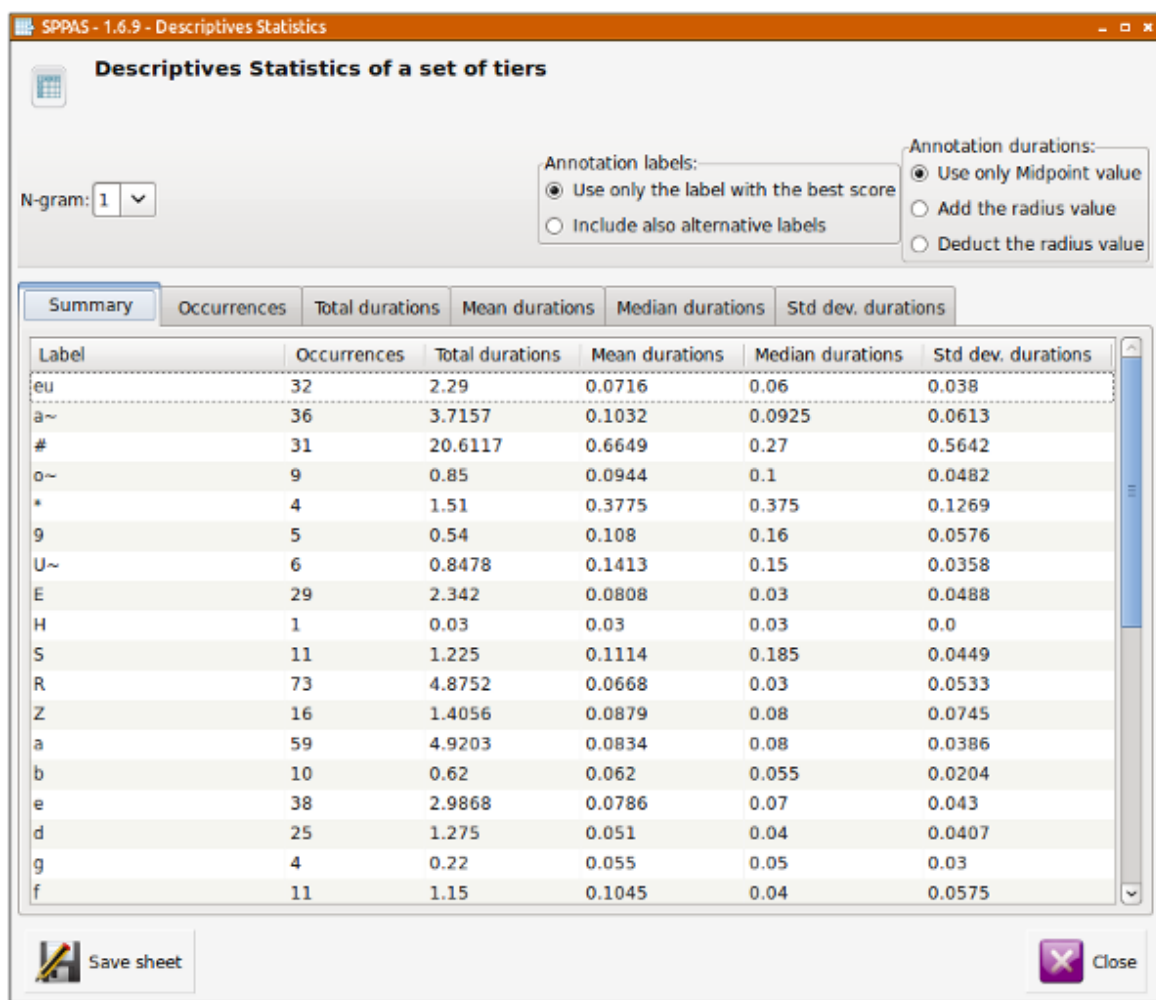 SPPAS - 1.6.9 - Descriptives Statistics
Descriptives Statistics of a set of tiers
N-gram: 1
Annotation labels:
Use only the label with the best score
Include also alternative labels
Annotation durations:
Use only Midpoint value
Add the radius value
Deduct the radius value
Summary Occurrences Total durations Mean durations Median durations Std dev. durations
Label Occurrences Total durations Mean durations Median durations Std dev. durations
eu 32 2.29 0.0716 0.06 0.038
a~ 36 3.7157 0.1032 0.0925 0.0613
# 31 20.6117 0.6649 0.27 0.5642
o~ 9 0.85 0.0944 0.1 0.0482
* 4 1.51 0.3775 0.375 0.1269
9 5 0.54 0.108 0.16 0.0576
U~ 6 0.8478 0.1413 0.15 0.0358
E 29 2.342 0.0808 0.03 0.0488
H 1 0.03 0.03 0.03 0.0
S 11 1.225 0.1114 0.185 0.0449
R 73 4.8752 0.0668 0.03 0.0533
Z 16 1.4056 0.0879 0.08 0.0745
a 59 4.9203 0.0834 0.08 0.0386
b 10 0.62 0.062 0.055 0.0204
e 38 2.9868 0.0786 0.07 0.043
d 25 1.275 0.051 0.04 0.0407
g 4 0.22 0.055 0.05 0.03
f 11 1.15 0.1045 0.04 0.0575
Save sheet
Close